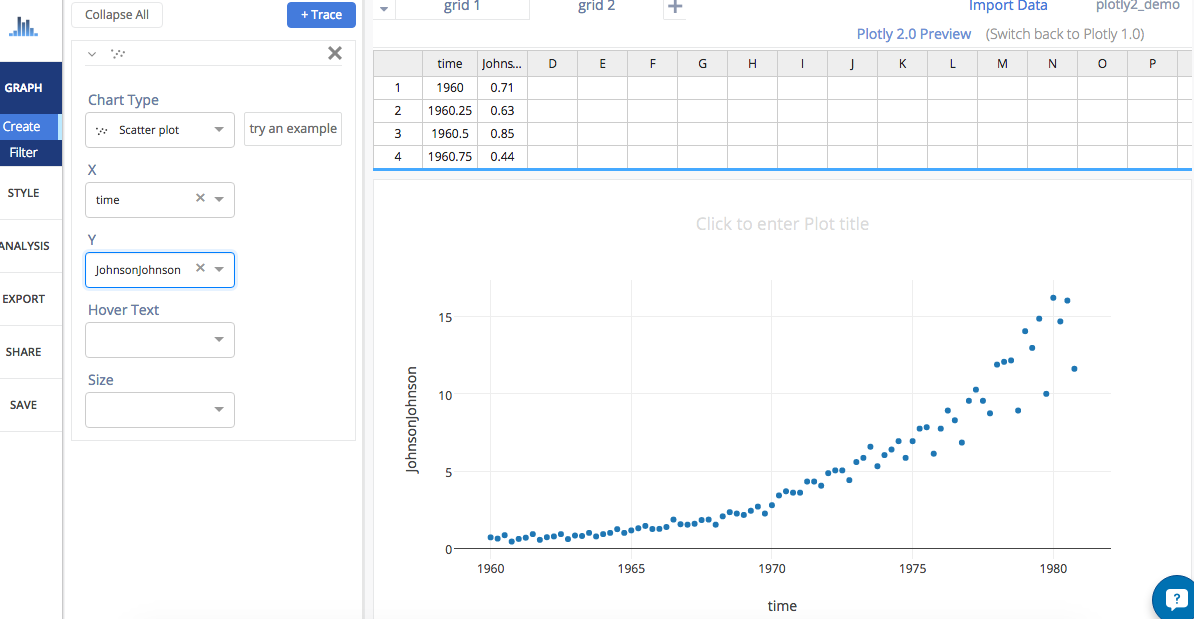 Collapse All
+ Trace
grid 1
grid 2
+
Import Data
plotly2_demo
Plotly 2.0 Preview (Switch back to Plotly 1.0)
GRAPH
Create
Filter
STYLE
ANALYSIS
EXPORT
SHARE
SAVE
Chart Type
Scatter plot
try an example
X
time
Y
JohnsonJohnson
Hover Text
Size
time Johns... D E F G H I J K L M N O P
1 1960 0.71
2 1960.25 0.63
3 1960.5 0.85
4 1960.75 0.44
Click to enter Plot title
JohnsonJohnson
15
10
5
0
1960 1965 1970 1975 1980
time
?